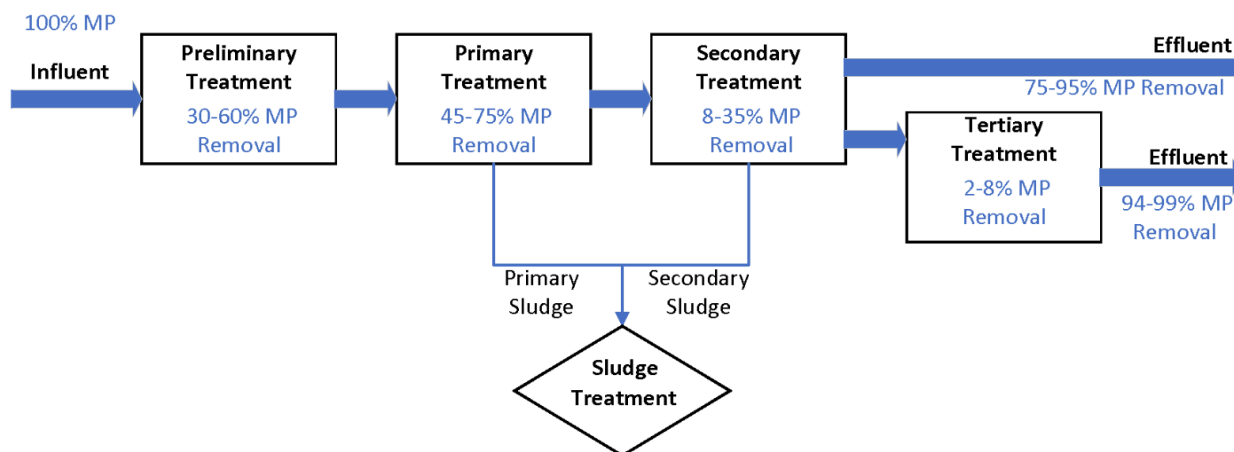 100% MP
Influent
Preliminary
Treatment
30-60% MP
Removal
Primary
Treatment
45-75% MP
Removal
Secondary
Treatment
8-35% MP
Removal
Effluent
75-95% MP Removal
Tertiary
Treatment
2-8% MP
Removal
Effluent
94-99% MP
Removal
Primary
Sludge
Secondary
Sludge
Sludge
Treatment